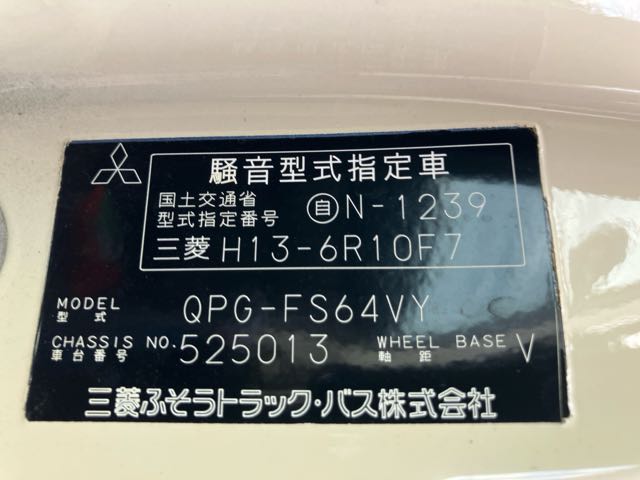 騒音型式指定車
国土交通省
型式指定番号 自N-1239
三菱 H13-6R10F7
MODEL
型式 QPG-FS64VY
CHASSIS NO. 525013 WHEEL BASE V
車台番号 軸距
三菱ふそうトラック・バス株式会社